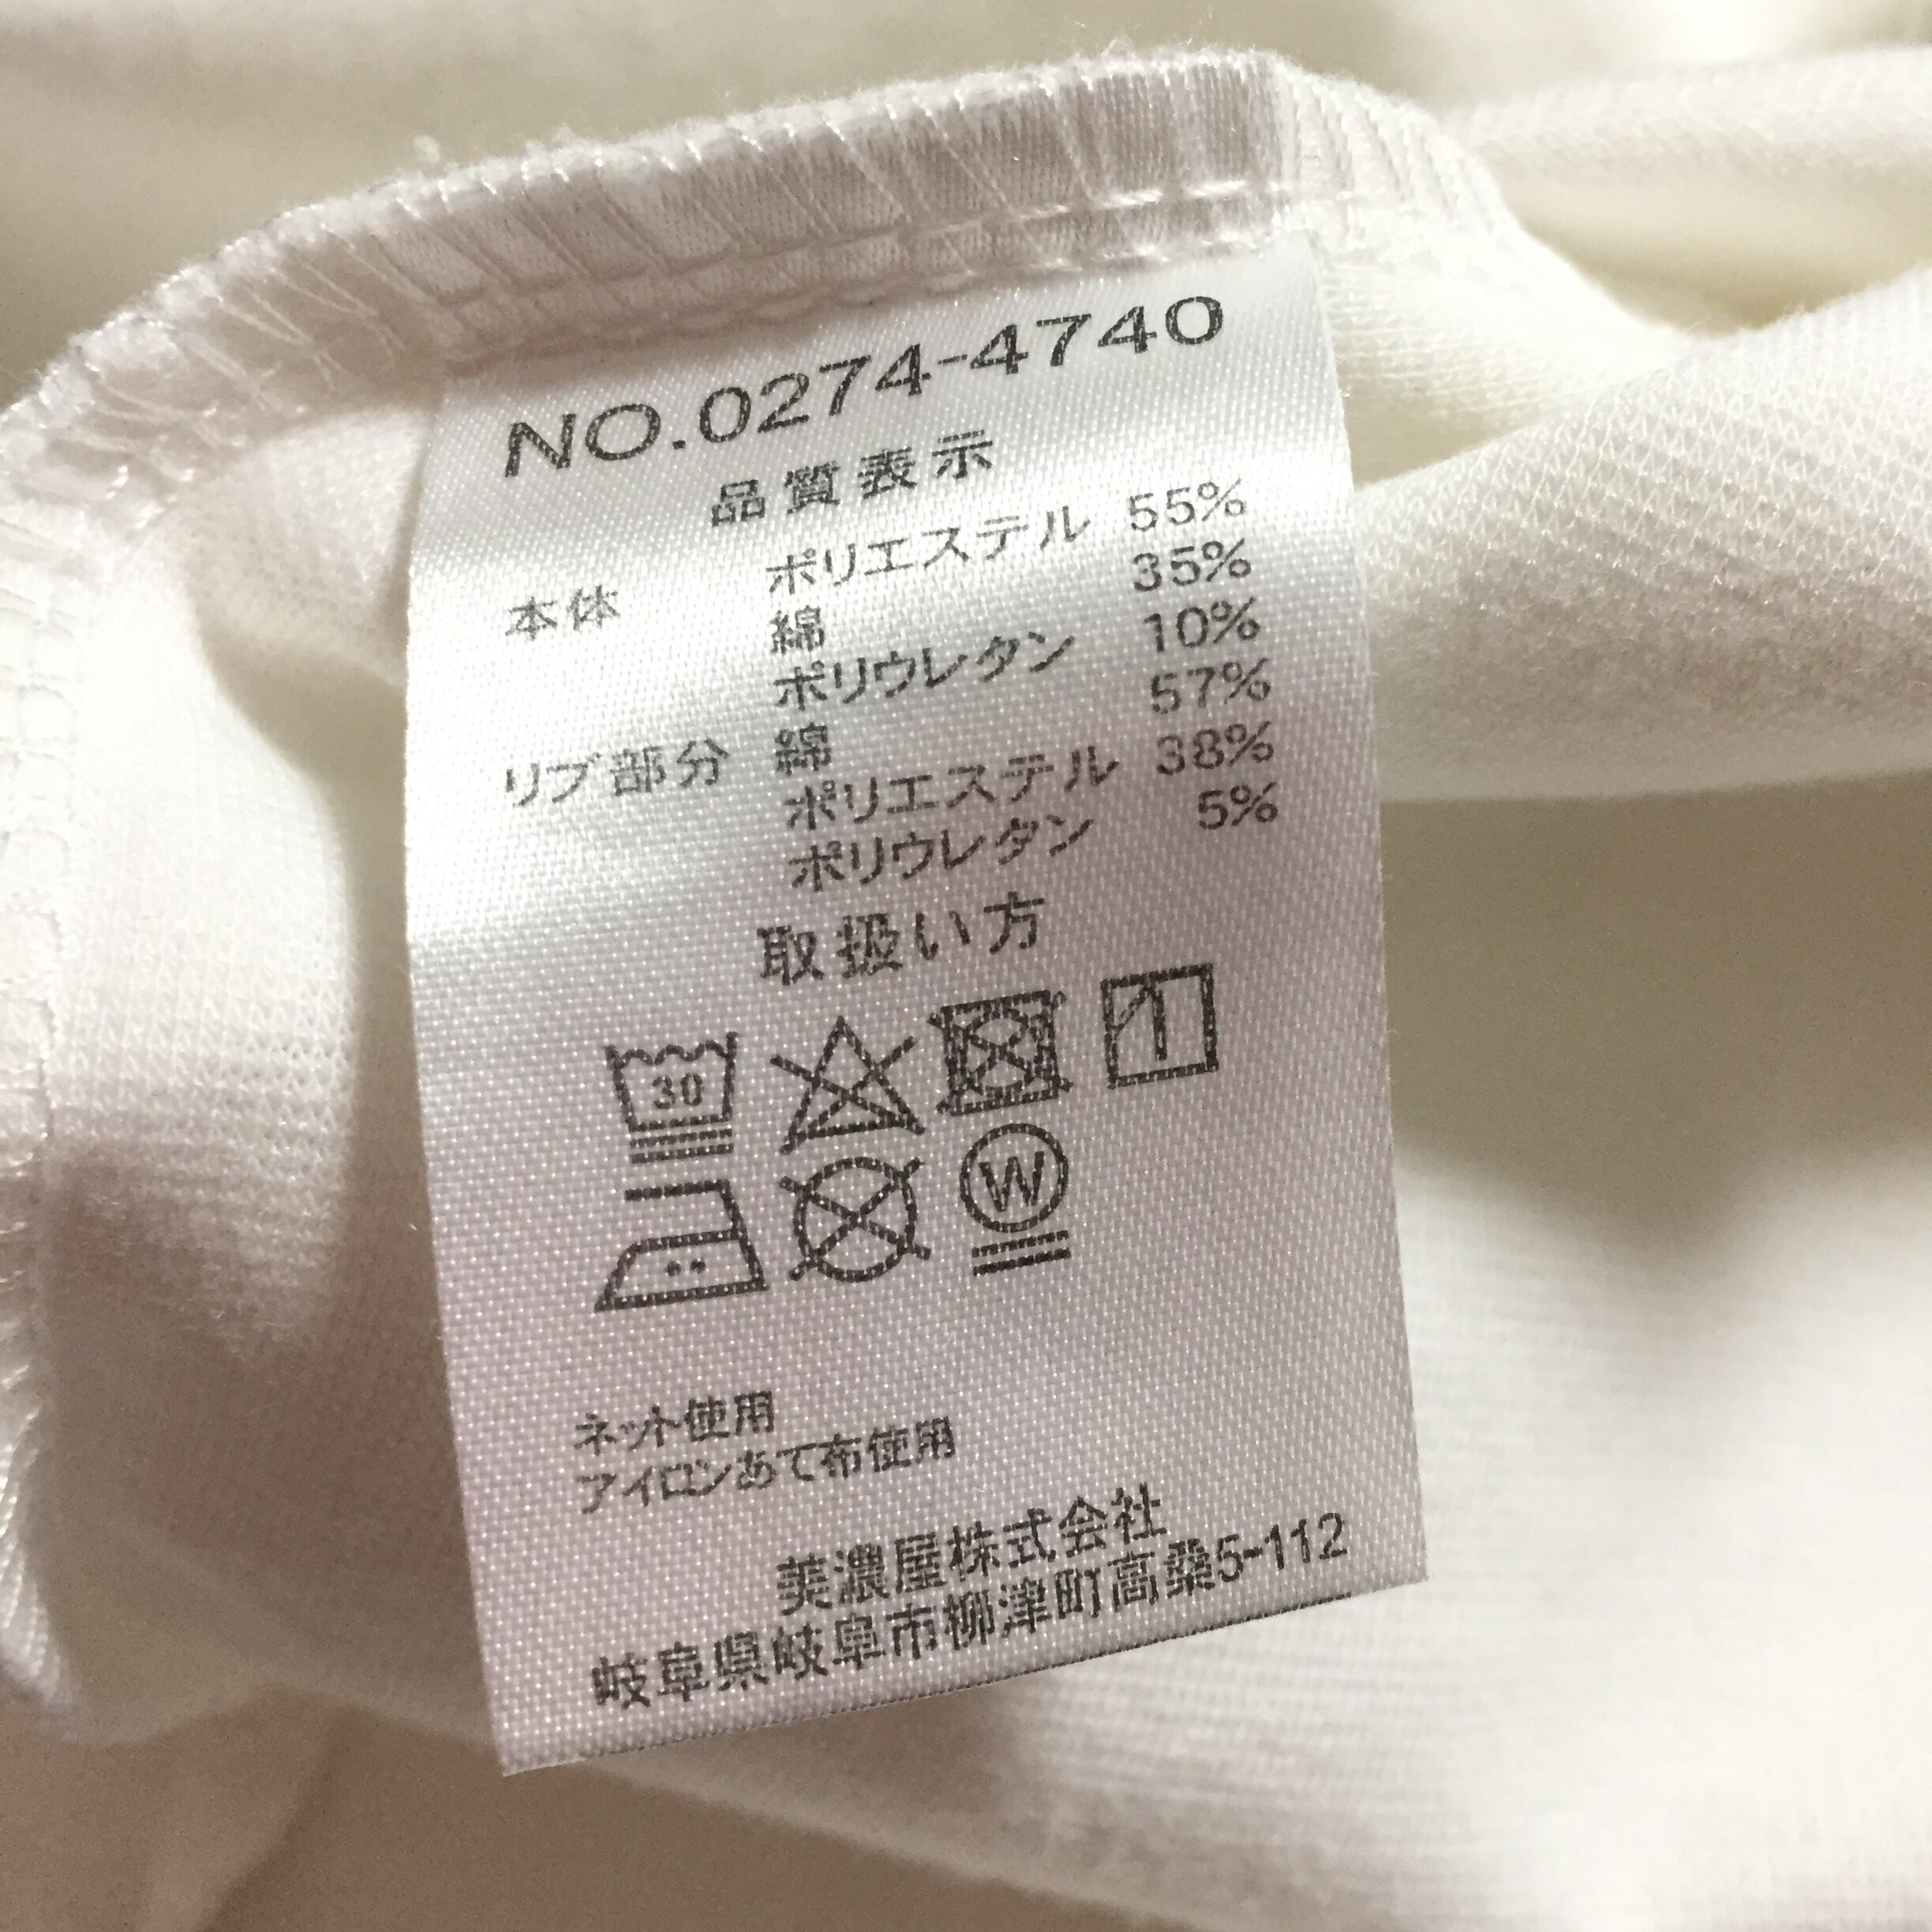 NO.0274-4740
品質表示
本体 ポリエステル 55%
綿 35%
ポリウレタン 10%
リブ部分 綿 57%
ポリエステル 38%
ポリウレタン 5%
取扱い方
30
W
ネット使用
アイロンあて布使用
美濃屋株式会社
岐阜県岐阜市柳津町高桑5-112